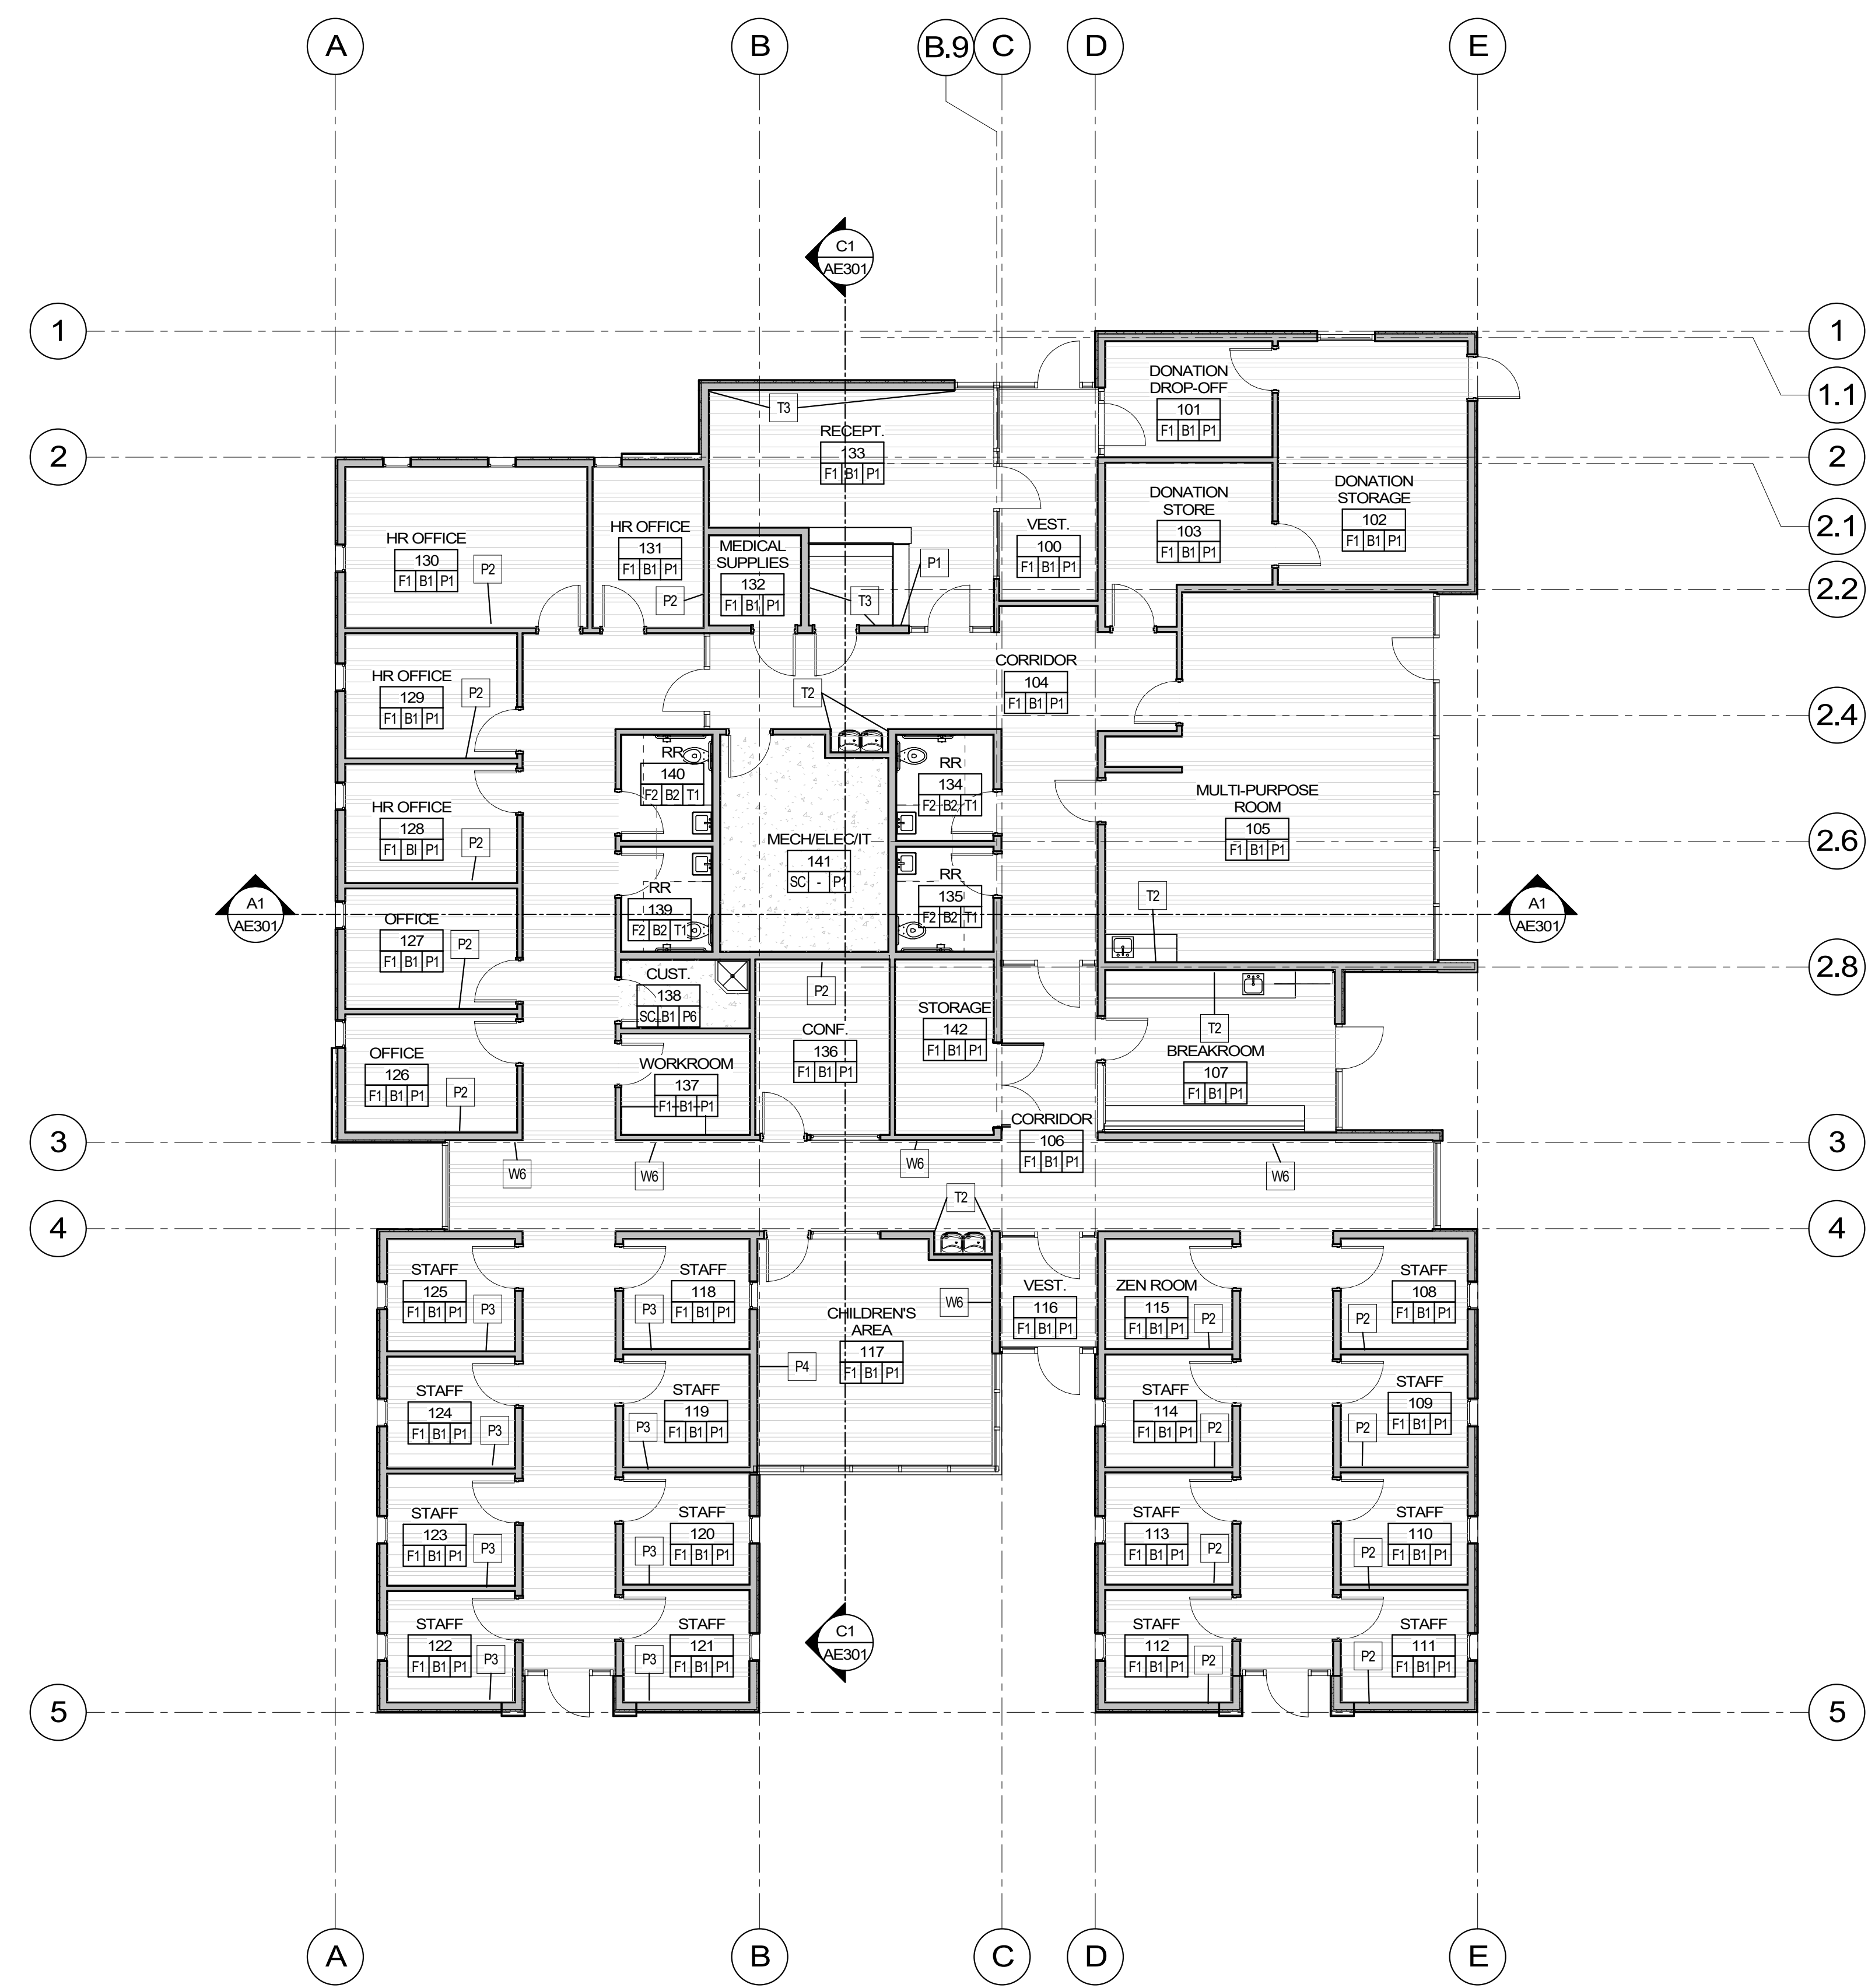 A
B
B.9
C
D
E
C1
AE301
1
1
1.1
2
2
2.1
2.2
2.4
2.6
2.8
3
3
4
4
5
5
DONATION
DROP-OFF
101
F1 B1 P1
T3
RECEPT.
133
F1 B1 P1
DONATION
STORAGE
102
F1 B1 P1
DONATION
STORE
103
F1 B1 P1
VEST.
100
F1 B1 P1
HR OFFICE
130
F1 B1 P1
P2
HR OFFICE
131
F1 B1 P1
P2
MEDICAL
SUPPLIES
132
F1 B1 P1
P1
T3
CORRIDOR
104
F1 B1 P1
HR OFFICE
129
F1 B1 P1
P2
T2
RR
140
F2 B2 T1
RR
134
F2 B2 T1
MULTI-PURPOSE
ROOM
105
F1 B1 P1
HR OFFICE
128
F1 BI P1
P2
MECH/ELEC/IT
141
SC - P1
A1
AE301
RR
139
F2 B2 T1
RR
135
F2 B2 T1
T2
A1
AE301
OFFICE
127
F1 B1 P1
P2
CUST.
138
SC B1 P6
P2
CONF.
136
F1 B1 P1
STORAGE
142
F1 B1 P1
T2
BREAKROOM
107
F1 B1 P1
OFFICE
126
F1 B1 P1
P2
WORKROOM
137
F1 B1 P1
CORRIDOR
106
F1 B1 P1
W6
W6
W6
W6
T2
STAFF
125
F1 B1 P1
P3
STAFF
118
F1 B1 P1
P3
CHILDREN'S
AREA
117
F1 B1 P1
W6
P4
VEST.
116
F1 B1 P1
ZEN ROOM
115
F1 B1 P1
P2
STAFF
108
F1 B1 P1
P2
STAFF
124
F1 B1 P1
P3
STAFF
119
F1 B1 P1
P3
STAFF
114
F1 B1 P1
P2
STAFF
109
F1 B1 P1
P2
STAFF
123
F1 B1 P1
P3
STAFF
120
F1 B1 P1
P3
STAFF
113
F1 B1 P1
P2
STAFF
110
F1 B1 P1
P2
STAFF
122
F1 B1 P1
P3
STAFF
121
F1 B1 P1
P3
C1
AE301
STAFF
112
F1 B1 P1
P2
STAFF
111
F1 B1 P1
P2
A
B
C
D
E